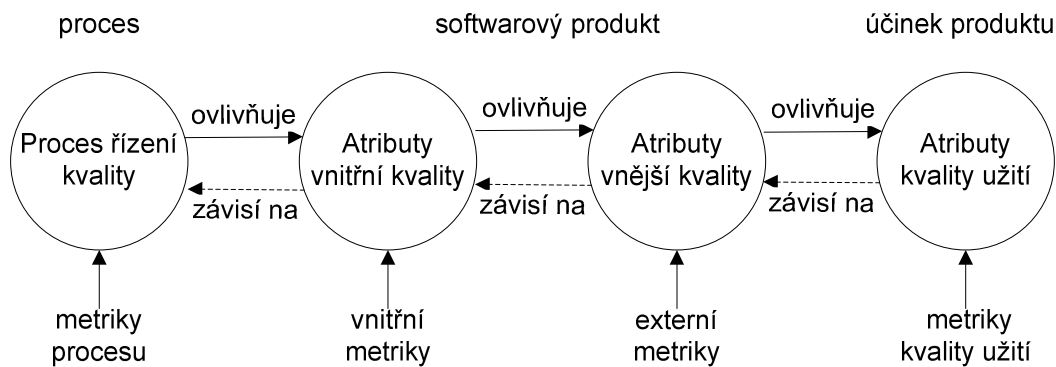 proces
softwarový produkt
účinek produktu
ovlivňuje
ovlivňuje
ovlivňuje
Proces řízení
kvality
Atributy
vnitřní kvality
Atributy
vnější kvality
Atributy
kvality užití
závisí na
závisí na
závisí na
metriky
procesu
vnitřní
metriky
externí
metriky
metriky
kvality užití